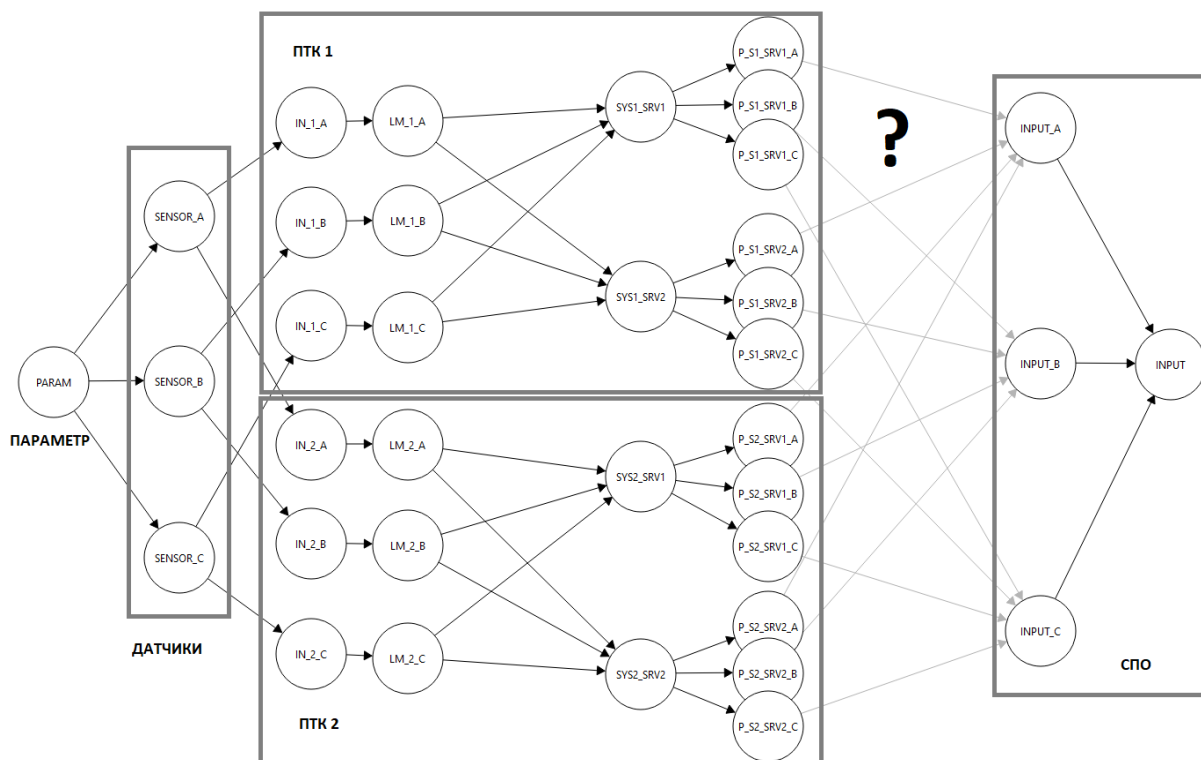 ПАРАМЕТР
PARAM
ДАТЧИКИ
SENSOR_A
SENSOR_B
SENSOR_C
ПТК 1
IN_1_A
LM_1_A
IN_1_B
LM_1_B
IN_1_C
LM_1_C
SYS1_SRV1
SYS1_SRV2
P_S1_SRV1_A
P_S1_SRV1_B
P_S1_SRV1_C
P_S1_SRV2_A
P_S1_SRV2_B
P_S1_SRV2_C
ПТК 2
IN_2_A
LM_2_A
IN_2_B
LM_2_B
IN_2_C
LM_2_C
SYS2_SRV1
SYS2_SRV2
P_S2_SRV1_A
P_S2_SRV1_B
P_S2_SRV1_C
P_S2_SRV2_A
P_S2_SRV2_B
P_S2_SRV2_C
?
INPUT_A
INPUT_B
INPUT_C
INPUT
СПО